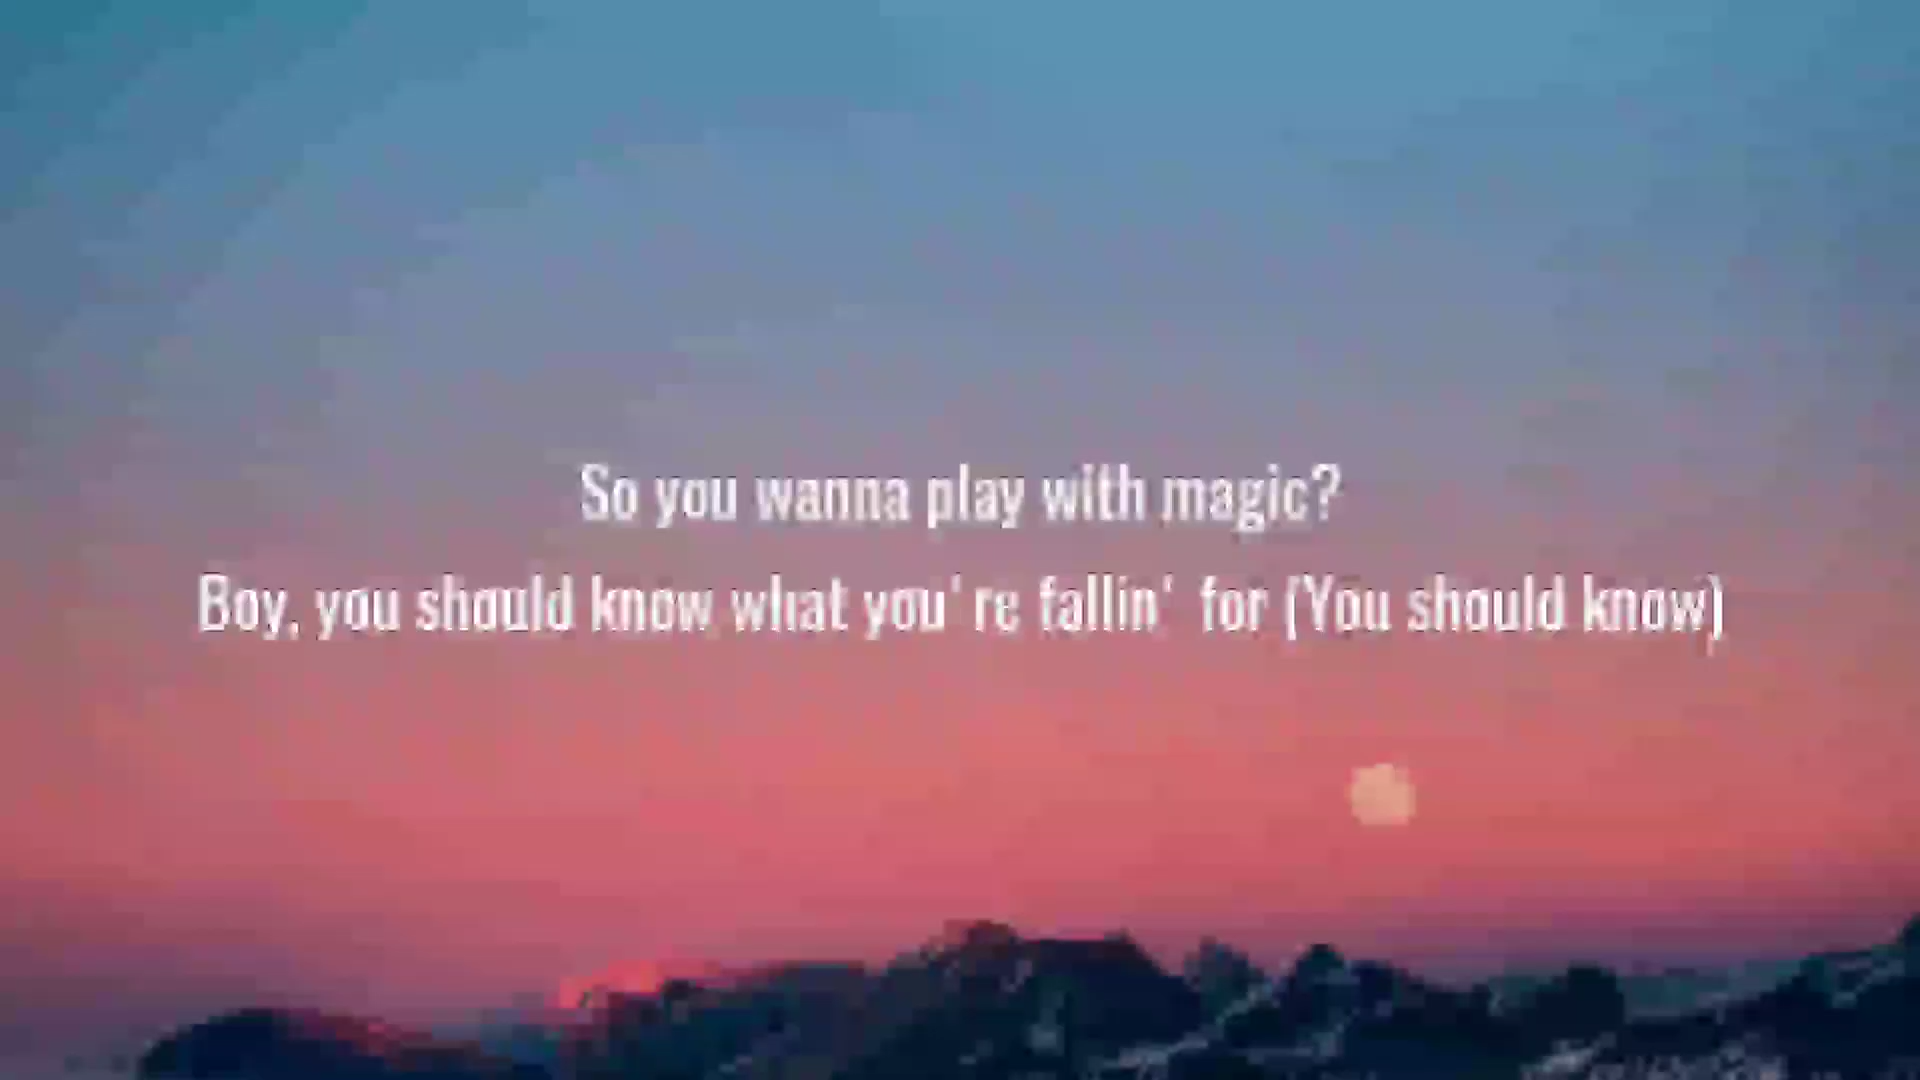 So you wanna play with magic?
Boy, you should know what you're fallin' for (You should know)